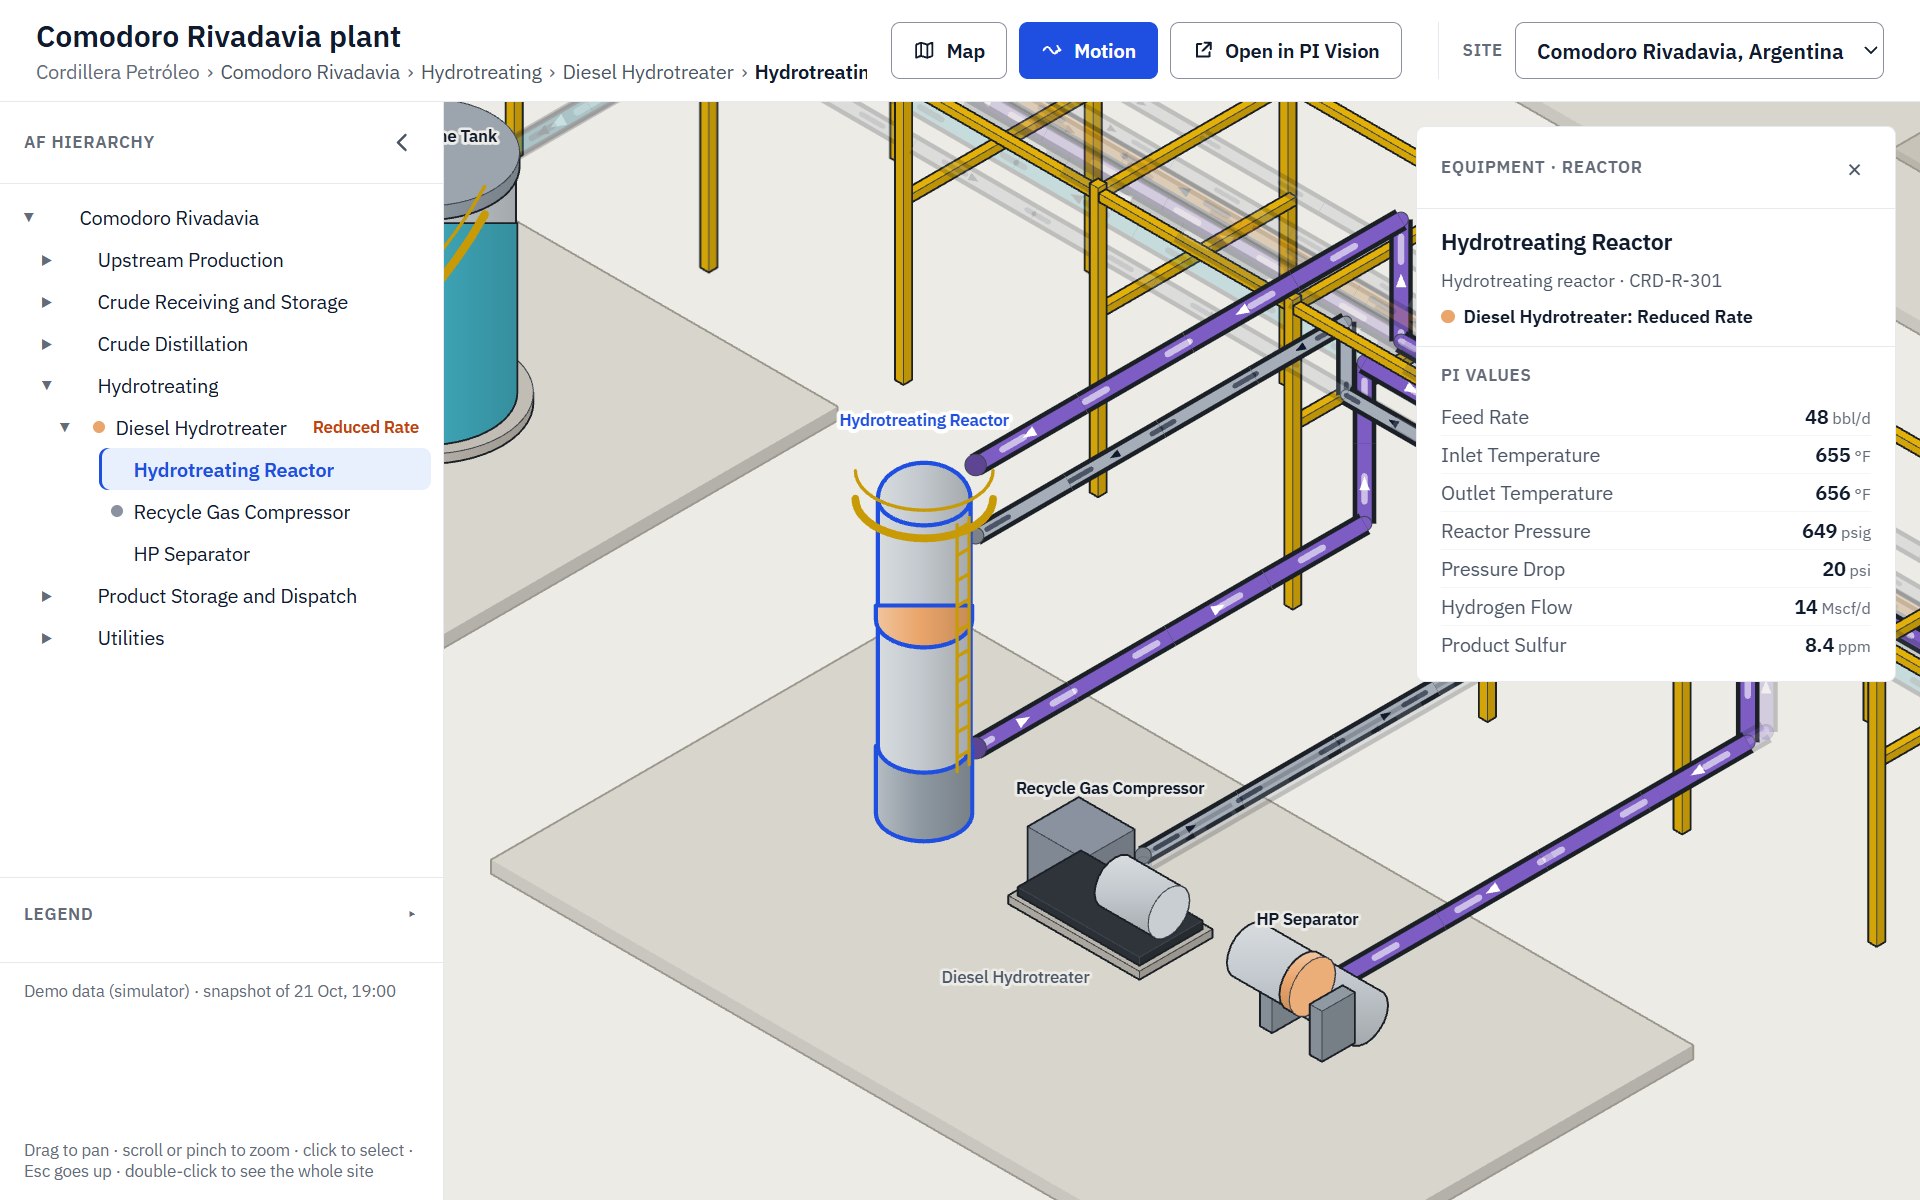 Comodoro Rivadavia plant
Cordillera Petróleo › Comodoro Rivadavia › Hydrotreating › Diesel Hydrotreater › Hydrotreatin
Map
Motion
Open in PI Vision
SITE
Comodoro Rivadavia, Argentina
AF HIERARCHY
Comodoro Rivadavia
Upstream Production
Crude Receiving and Storage
Crude Distillation
Hydrotreating
Diesel Hydrotreater Reduced Rate
Hydrotreating Reactor
Recycle Gas Compressor
HP Separator
Product Storage and Dispatch
Utilities
LEGEND
Demo data (simulator) · snapshot of 21 Oct, 19:00
Drag to pan · scroll or pinch to zoom · click to select ·
Esc goes up · double-click to see the whole site
ne Tank
Hydrotreating Reactor
Recycle Gas Compressor
HP Separator
Diesel Hydrotreater
EQUIPMENT · REACTOR
Hydrotreating Reactor
Hydrotreating reactor · CRD-R-301
Diesel Hydrotreater: Reduced Rate
PI VALUES
Feed Rate 48 bbl/d
Inlet Temperature 655 °F
Outlet Temperature 656 °F
Reactor Pressure 649 psig
Pressure Drop 20 psi
Hydrogen Flow 14 Mscf/d
Product Sulfur 8.4 ppm